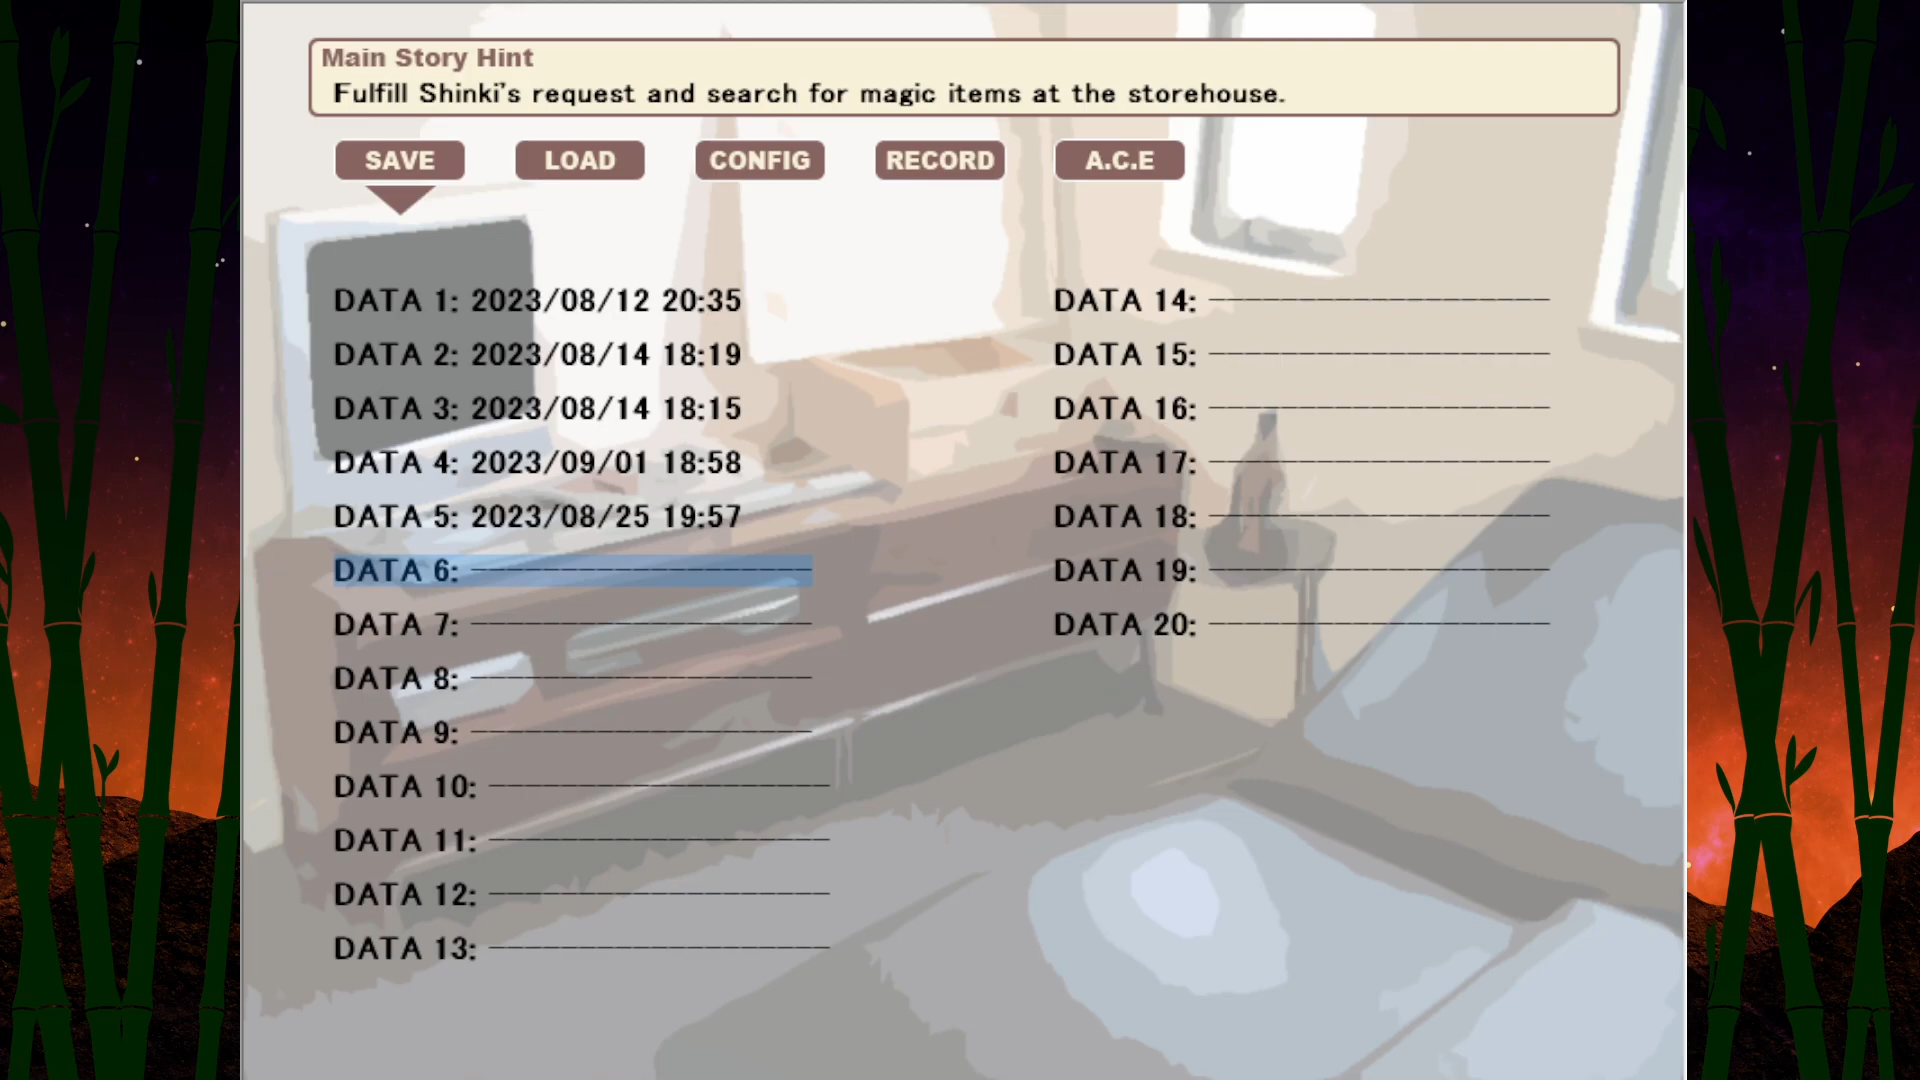 Main Story Hint
Fulfill Shinki's request and search for magic items at the storehouse.
SAVE LOAD CONFIG RECORD A.C.E
DATA 1: 2023/08/12 20:35
DATA 2: 2023/08/14 18:19
DATA 3: 2023/08/14 18:15
DATA 4: 2023/09/01 18:58
DATA 5: 2023/08/25 19:57
DATA 6:
DATA 7:
DATA 8:
DATA 9:
DATA 10:
DATA 11:
DATA 12:
DATA 13:
DATA 14:
DATA 15:
DATA 16:
DATA 17:
DATA 18:
DATA 19:
DATA 20: